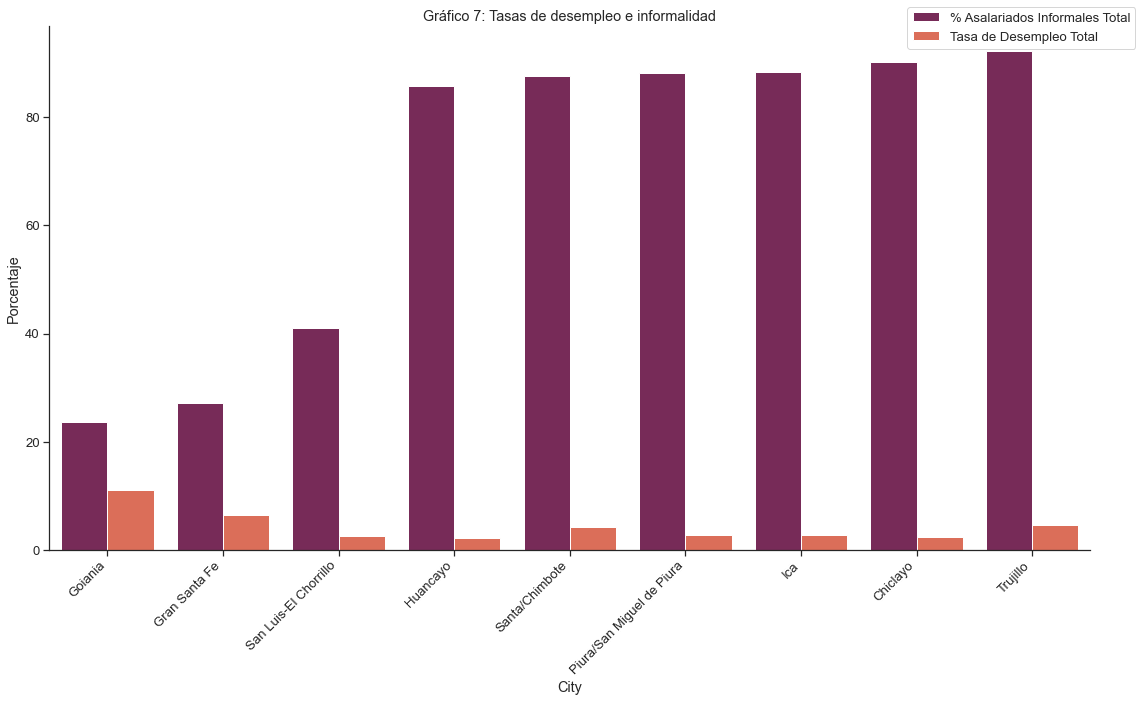 Gráfico 7: Tasas de desempleo e informalidad
% Asalariados Informales Total
Tasa de Desempleo Total
Porcentaje
80
60
40
20
0
Goiania
Gran Santa Fe
San Luis-El Chorrillo
Huancayo
Santa/Chimbote
Piura/San Miguel de Piura
Ica
Chiclayo
Trujillo
City